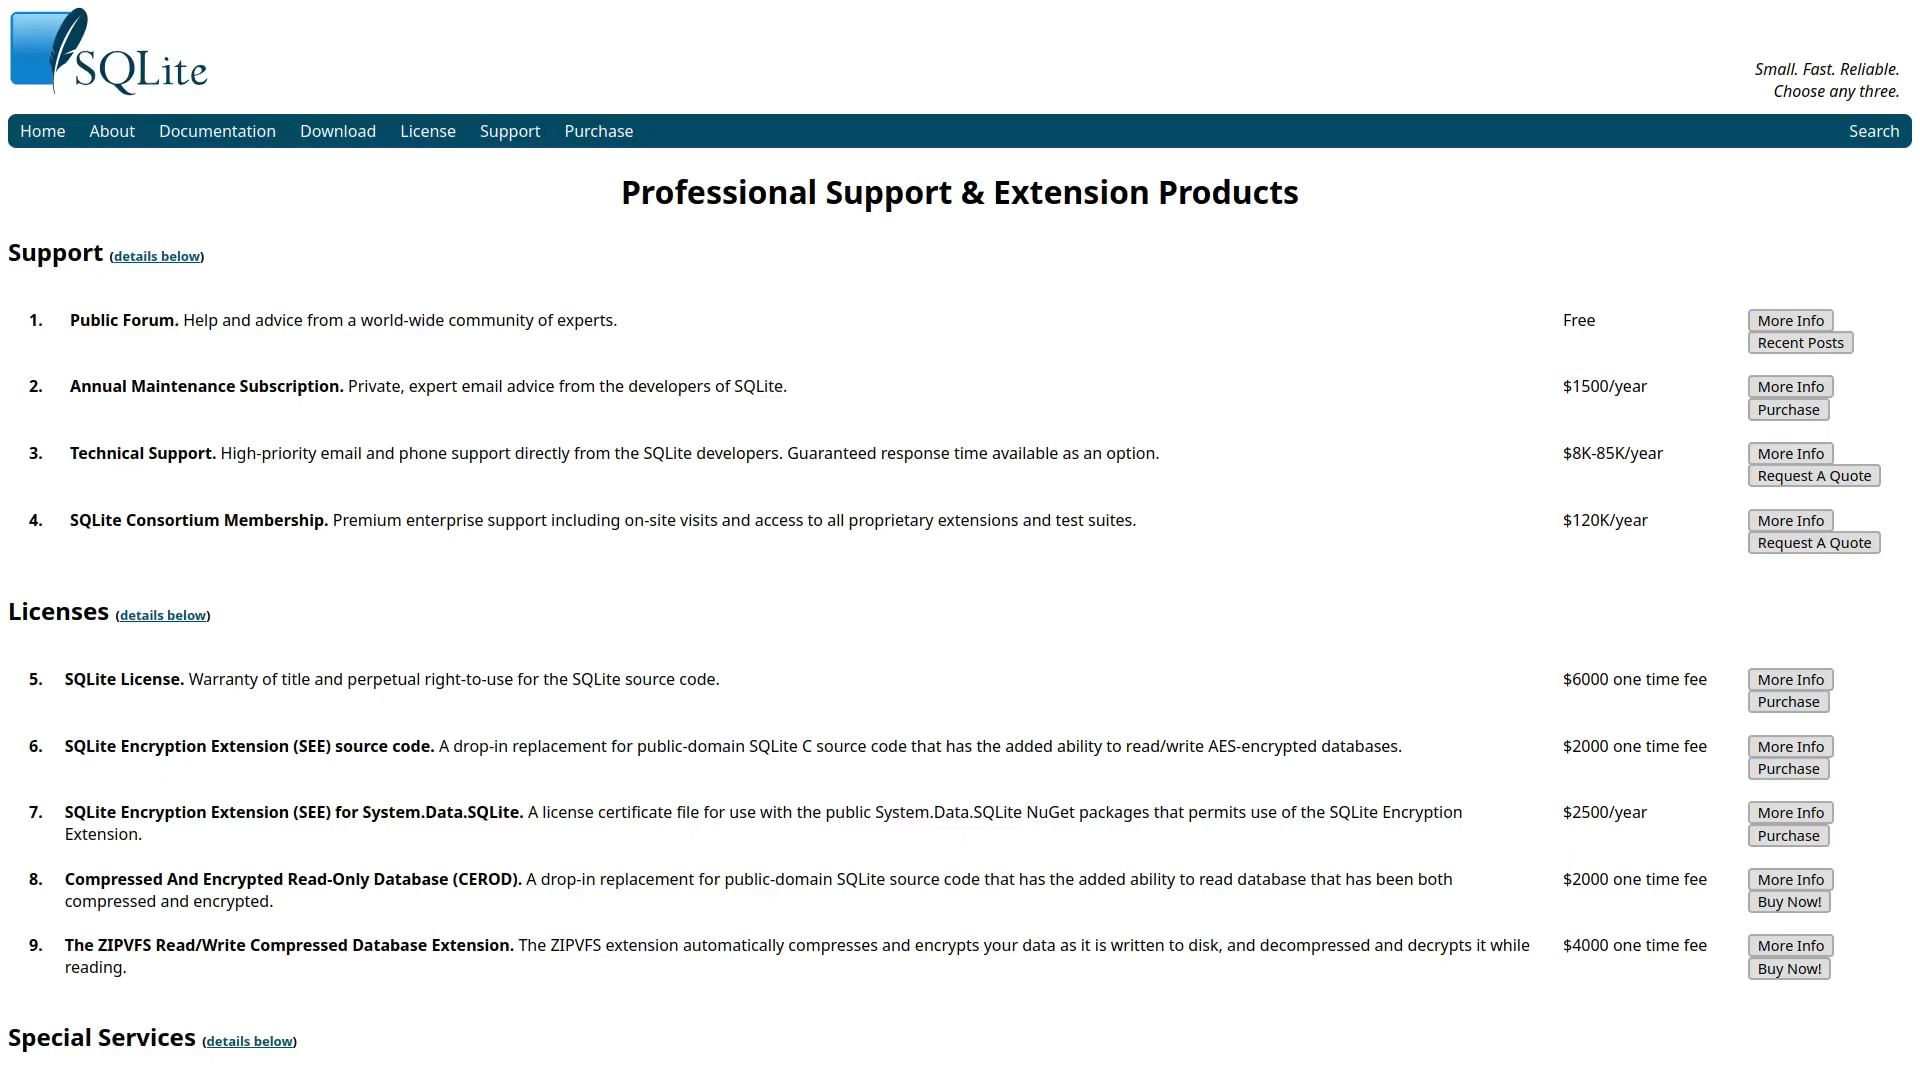 SQLite
Small. Fast. Reliable.
Choose any three.
Home About Documentation Download License Support Purchase Search
Professional Support & Extension Products
Support (details below)
1. Public Forum. Help and advice from a world-wide community of experts. Free More Info
Recent Posts
2. Annual Maintenance Subscription. Private, expert email advice from the developers of SQLite. $1500/year More Info
Purchase
3. Technical Support. High-priority email and phone support directly from the SQLite developers. Guaranteed response time available as an option. $8K-85K/year More Info
Request A Quote
4. SQLite Consortium Membership. Premium enterprise support including on-site visits and access to all proprietary extensions and test suites. $120K/year More Info
Request A Quote
Licenses (details below)
5. SQLite License. Warranty of title and perpetual right-to-use for the SQLite source code. $6000 one time fee More Info
Purchase
6. SQLite Encryption Extension (SEE) source code. A drop-in replacement for public-domain SQLite C source code that has the added ability to read/write AES-encrypted databases. $2000 one time fee More Info
Purchase
7. SQLite Encryption Extension (SEE) for System.Data.SQLite. A license certificate file for use with the public System.Data.SQLite NuGet packages that permits use of the SQLite Encryption $2500/year More Info
Extension. Purchase
8. Compressed And Encrypted Read-Only Database (CEROD). A drop-in replacement for public-domain SQLite source code that has the added ability to read database that has been both $2000 one time fee More Info
compressed and encrypted. Buy Now!
9. The ZIPVFS Read/Write Compressed Database Extension. The ZIPVFS extension automatically compresses and encrypts your data as it is written to disk, and decompressed and decrypts it while $4000 one time fee More Info
reading. Buy Now!
Special Services (details below)